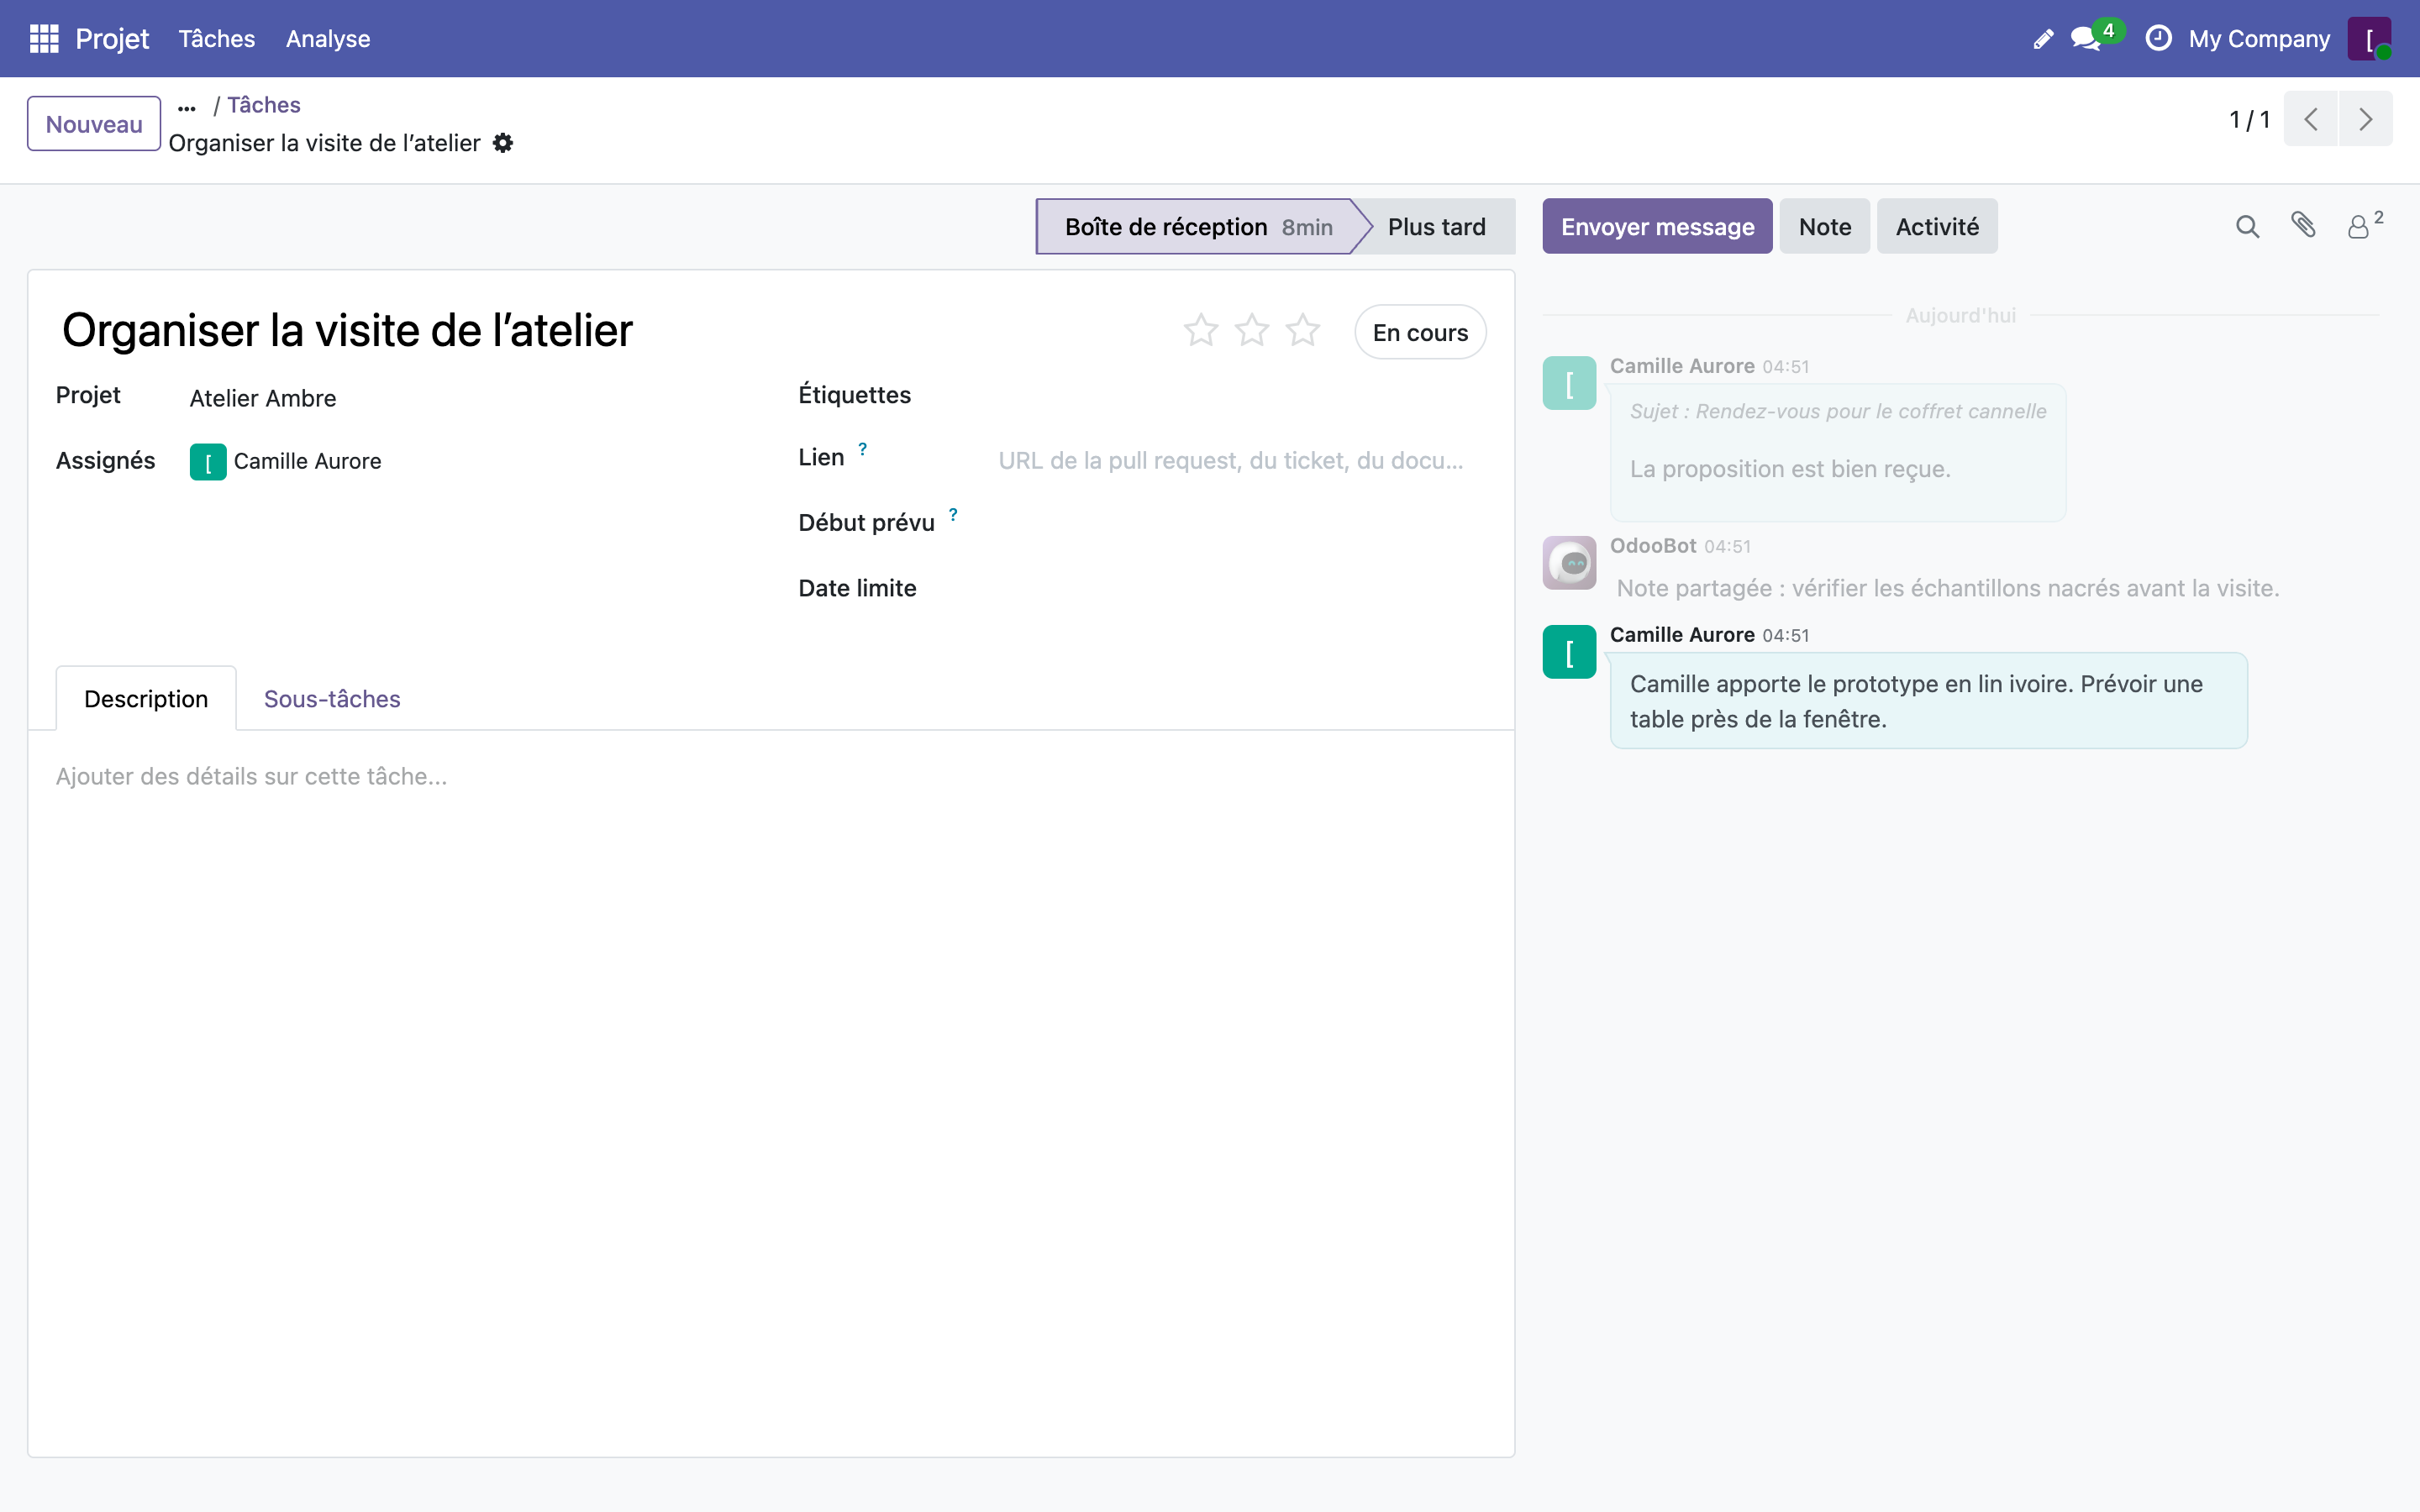 Projet Tâches Analyse 4 My Company [
Nouveau ... / Tâches
Organiser la visite de l’atelier
1 / 1
Boîte de réception 8min Plus tard
Envoyer message Note Activité 2
Organiser la visite de l’atelier
En cours
Projet Atelier Ambre
Assignés [ Camille Aurore
Étiquettes
Lien ? URL de la pull request, du ticket, du docu...
Début prévu ?
Date limite
Description Sous-tâches
Ajouter des détails sur cette tâche...
Aujourd'hui
[ Camille Aurore 04:51
Sujet : Rendez-vous pour le coffret cannelle
La proposition est bien reçue.
OdooBot 04:51
Note partagée : vérifier les échantillons nacrés avant la visite.
[ Camille Aurore 04:51
Camille apporte le prototype en lin ivoire. Prévoir une
table près de la fenêtre.